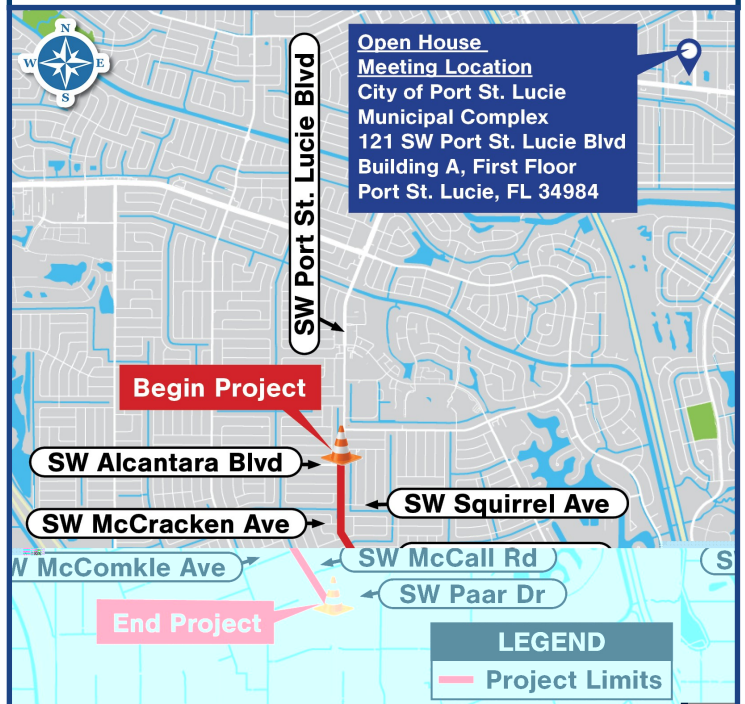 N
W E
S
Open House
Meeting Location
City of Port St. Lucie
Municipal Complex
121 SW Port St. Lucie Blvd
Building A, First Floor
Port St. Lucie, FL 34984
SW Port St. Lucie Blvd
Begin Project
SW Alcantara Blvd
SW Squirrel Ave
SW McCracken Ave
W McComkle Ave
SW McCall Rd
S
SW Paar Dr
End Project
LEGEND
Project Limits